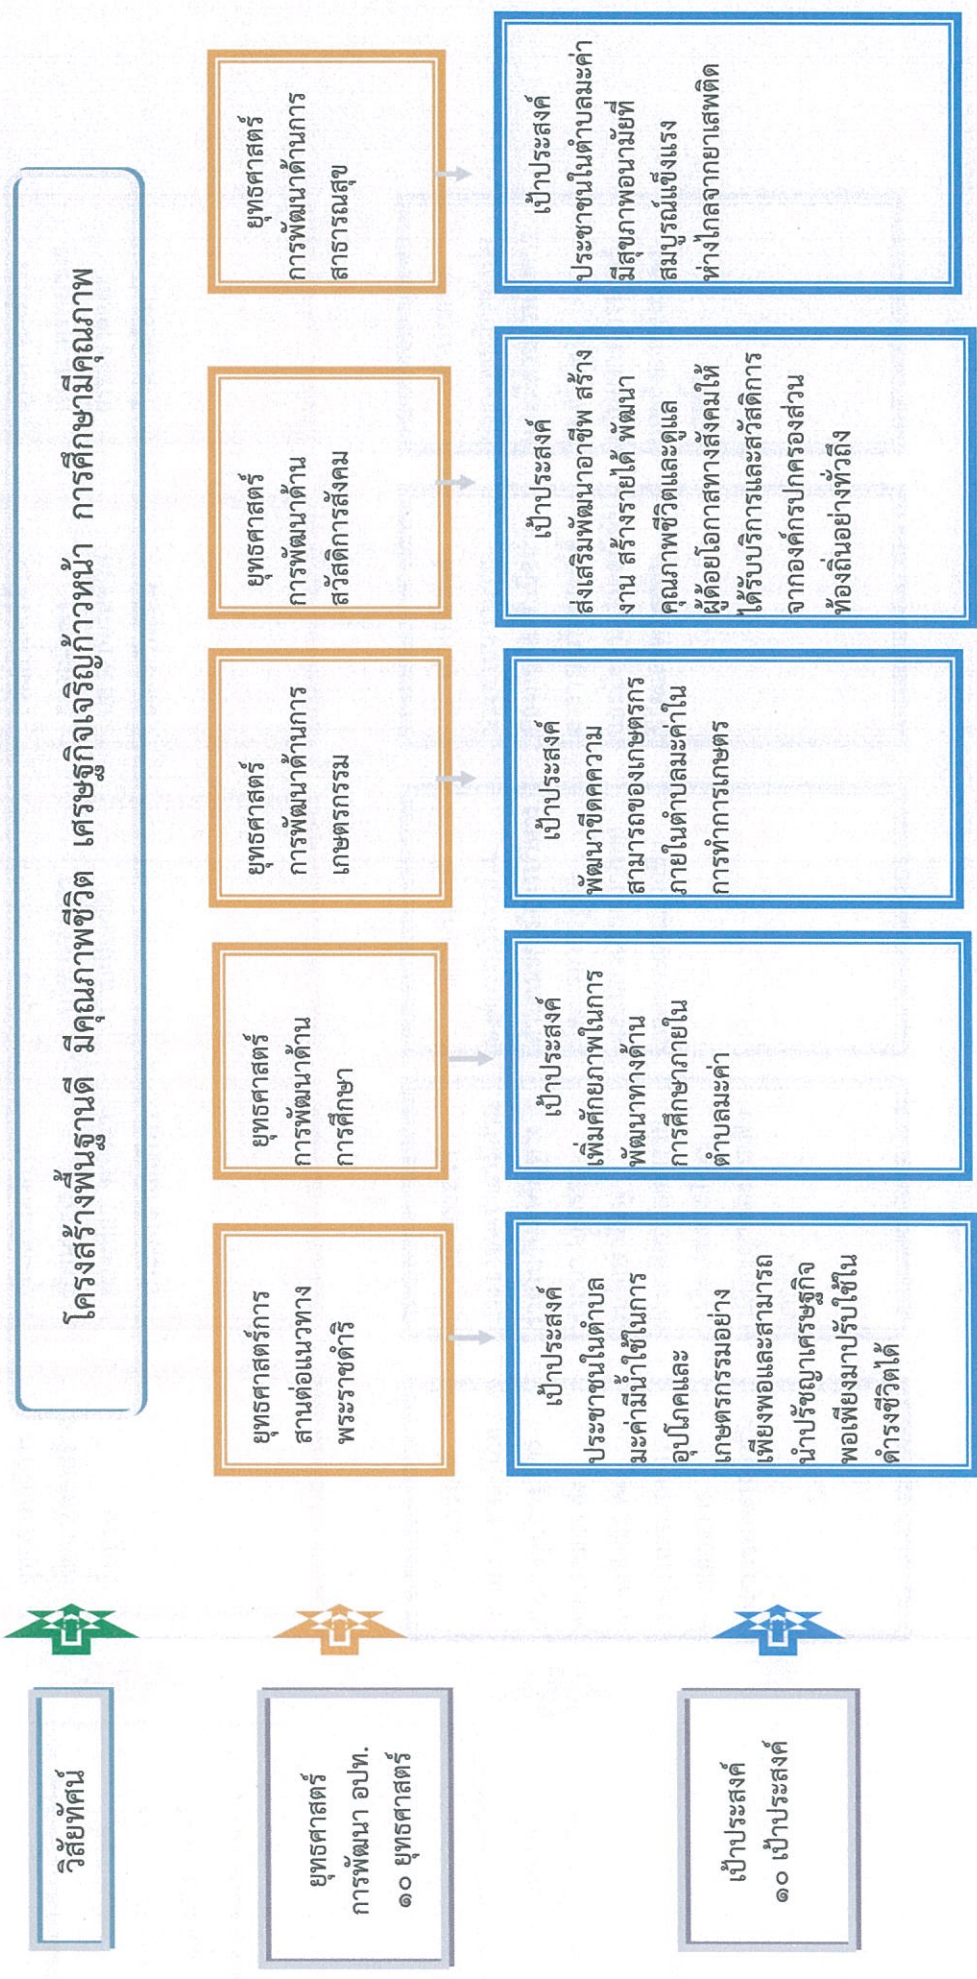 วิสัยทัศน์
โครงสร้างพื้นฐานดี มีคุณภาพชีวิต เศรษฐกิจเจริญก้าวหน้า การศึกษามีคุณภาพ
ยุทธศาสตร์
การพัฒนา อปท.
๑๐ ยุทธศาสตร์
ยุทธศาสตร์การ
สานต่อแนวทาง
พระราชดำริ
ยุทธศาสตร์
การพัฒนาด้าน
การศึกษา
ยุทธศาสตร์
การพัฒนาด้านการ
เกษตรกรรม
ยุทธศาสตร์
การพัฒนาด้าน
สวัสดิการสังคม
ยุทธศาสตร์
การพัฒนาด้านการ
สาธารณสุข
เป้าประสงค์
๑๐ เป้าประสงค์
เป้าประสงค์
ประชาชนในตำบล
มะค่ามีน้ำใช้ในการ
อุปโภคและ
เกษตรกรรมอย่าง
เพียงพอและสามารถ
นำปรัชญาเศรษฐกิจ
พอเพียงมาปรับใช้ใน
ดำรงชีวิตได้
เป้าประสงค์
เพิ่มศักยภาพในการ
พัฒนาทางด้าน
การศึกษาภายใน
ตำบลมะค่า
เป้าประสงค์
พัฒนาขีดความ
สามารถของเกษตรกร
ภายในตำบลมะค่าใน
การทำการเกษตร
เป้าประสงค์
ส่งเสริมพัฒนาอาชีพ สร้าง
งาน สร้างรายได้ พัฒนา
คุณภาพชีวิตและดูแล
ผู้ด้อยโอกาสทางสังคมให้
ได้รับบริการและสวัสดิการ
จากองค์กรปกครองส่วน
ท้องถิ่นอย่างทั่วถึง
เป้าประสงค์
ประชาชนในตำบลมะค่า
มีสุขภาพอนามัยที่
สมบูรณ์แข็งแรง
ห่างไกลจากยาเสพติด